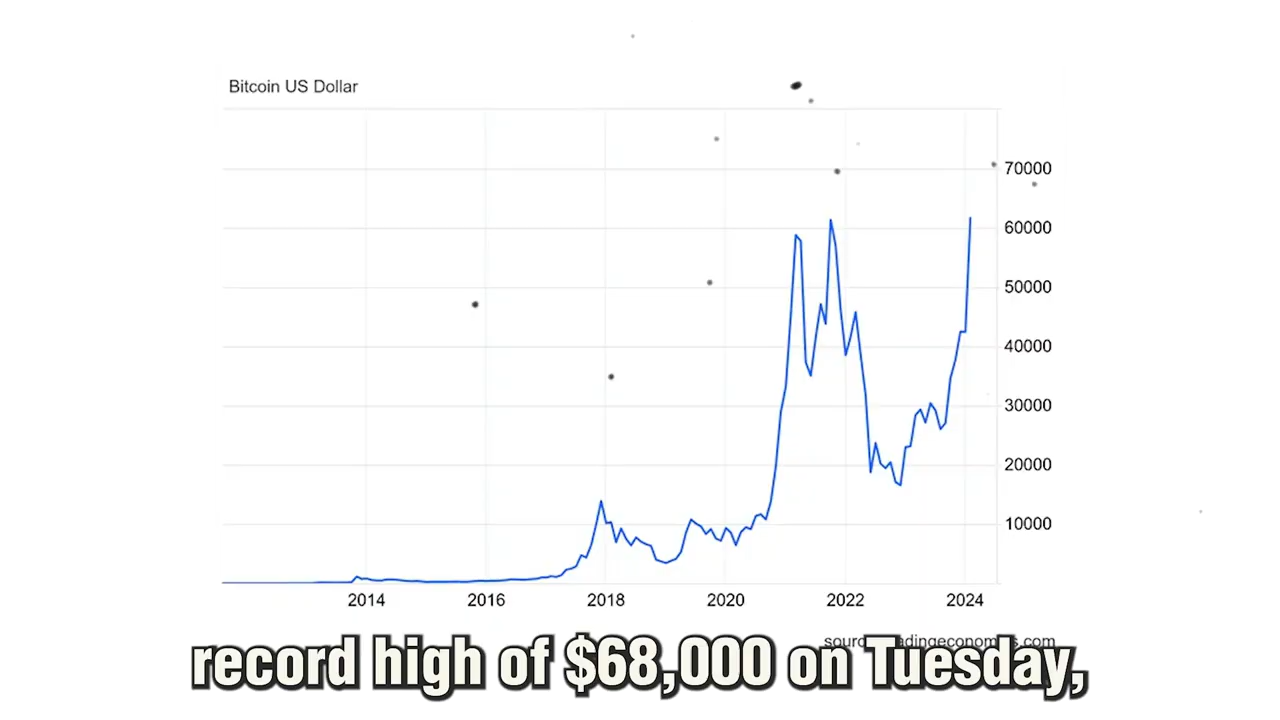 Bitcoin US Dollar
70000
60000
50000
40000
30000
20000
10000
2014 2016 2018 2020 2022 2024
record high of $68,000 on Tuesday,